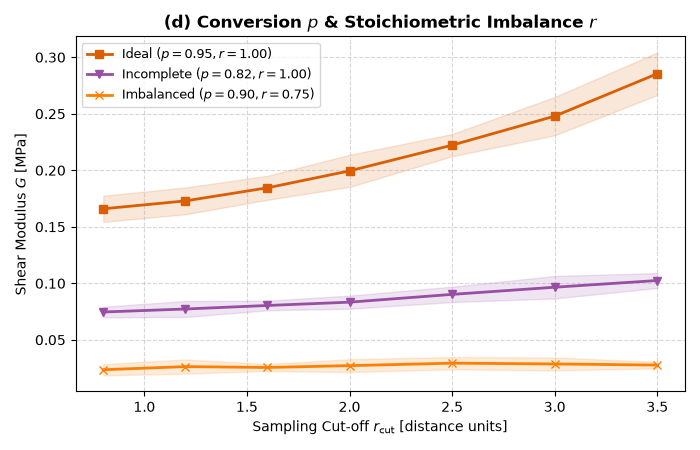 (d) Conversion p & Stoichiometric Imbalance r
Ideal (p = 0.95, r = 1.00)
Incomplete (p = 0.82, r = 1.00)
Imbalanced (p = 0.90, r = 0.75)
Shear Modulus G [MPa]
0.30
0.25
0.20
0.15
0.10
0.05
1.0 1.5 2.0 2.5 3.0 3.5
Sampling Cut-off r_cut [distance units]